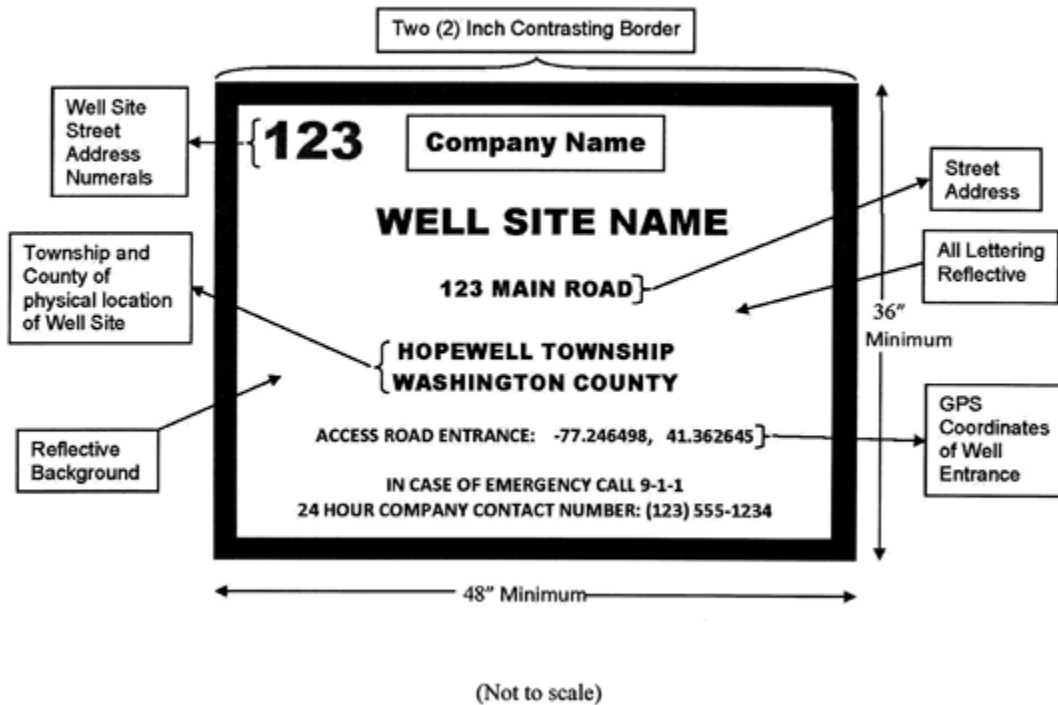 Two (2) Inch Contrasting Border
Well Site
Street
Address
Numerals
123
Company Name
Street
Address
WELL SITE NAME
Township and
County of
physical location
of Well Site
All Lettering
Reflective
123 MAIN ROAD
36"
Minimum
HOPEWELL TOWNSHIP
WASHINGTON COUNTY
GPS
Coordinates
of Well
Entrance
Reflective
Background
ACCESS ROAD ENTRANCE: -77.246498, 41.362645
IN CASE OF EMERGENCY CALL 9-1-1
24 HOUR COMPANY CONTACT NUMBER: (123) 555-1234
48" Minimum
(Not to scale)